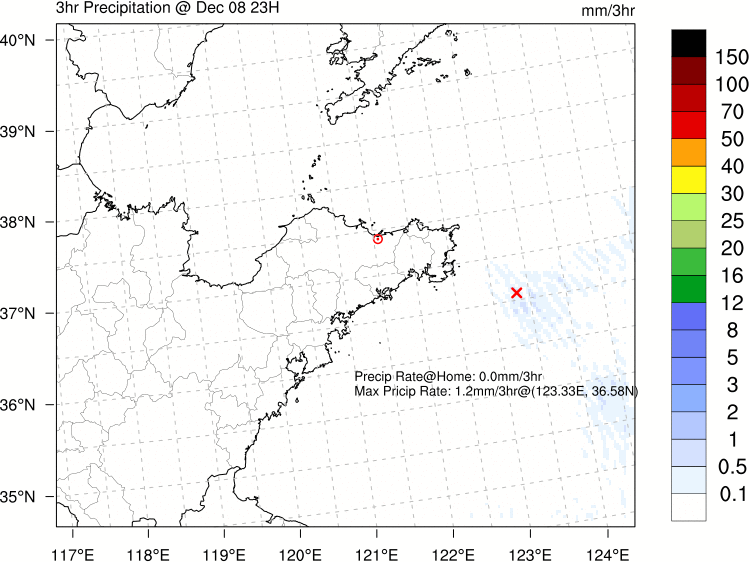 3hr Precipitation @ Dec 08 23H
mm/3hr
40°N
39°N
38°N
37°N
36°N
35°N
Precip Rate@Home: 0.0mm/3hr
Max Pricip Rate: 1.2mm/3hr@(123.33E, 36.58N)
117°E 118°E 119°E 120°E 121°E 122°E 123°E 124°E
150
100
70
50
40
30
25
20
16
12
8
5
3
2
1
0.5
0.1